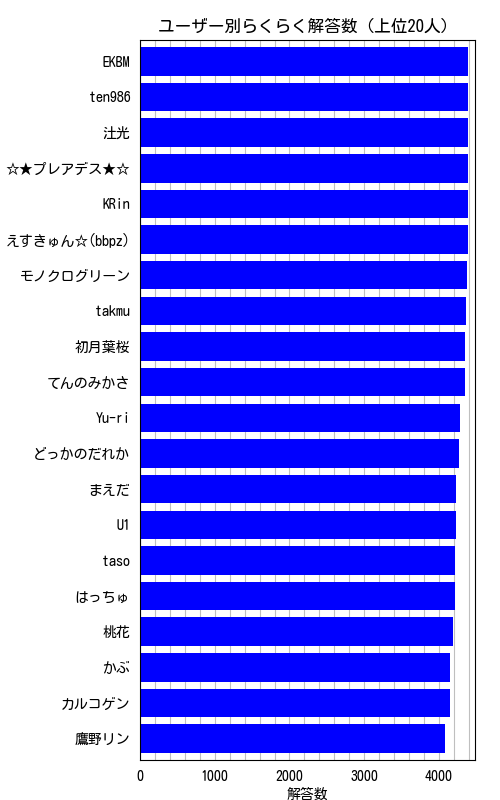 ユーザー別らくらく解答数（上位20人）
EKBM
ten986
辻光
☆★プレアデス★☆
KRin
えすきゅん☆(bbpz)
モノクログリーン
takmu
初月葉桜
てんのみかさ
Yu-ri
どっかのだれか
まえだ
U1
taso
はっちゅ
桃花
かぶ
カルコゲン
鷹野リン
0 1000 2000 3000 4000
解答数